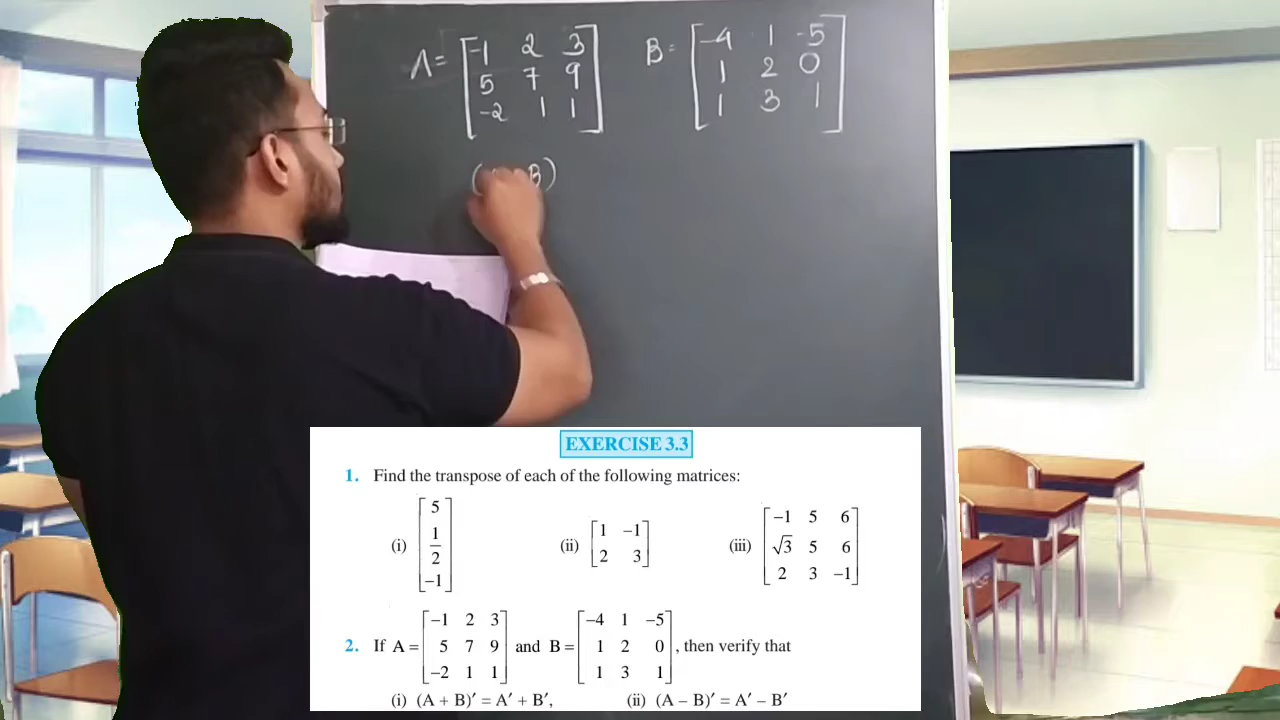 A = [-1 2 3] B = [-4 1 -5]
[5 7 9] [1 2 0]
[-2 1 1] [1 3 1]
( B)
EXERCISE 3.3
1. Find the transpose of each of the following matrices:
(i) [5 1/2 -1] (ii) [1 -1; 2 3] (iii) [-1 5 6; √3 5 6; 2 3 -1]
2. If A = [-1 2 3; 5 7 9; -2 1 1] and B = [-4 1 -5; 1 2 0; 1 3 1], then verify that
(i) (A + B)′ = A′ + B′, (ii) (A – B)′ = A′ – B′